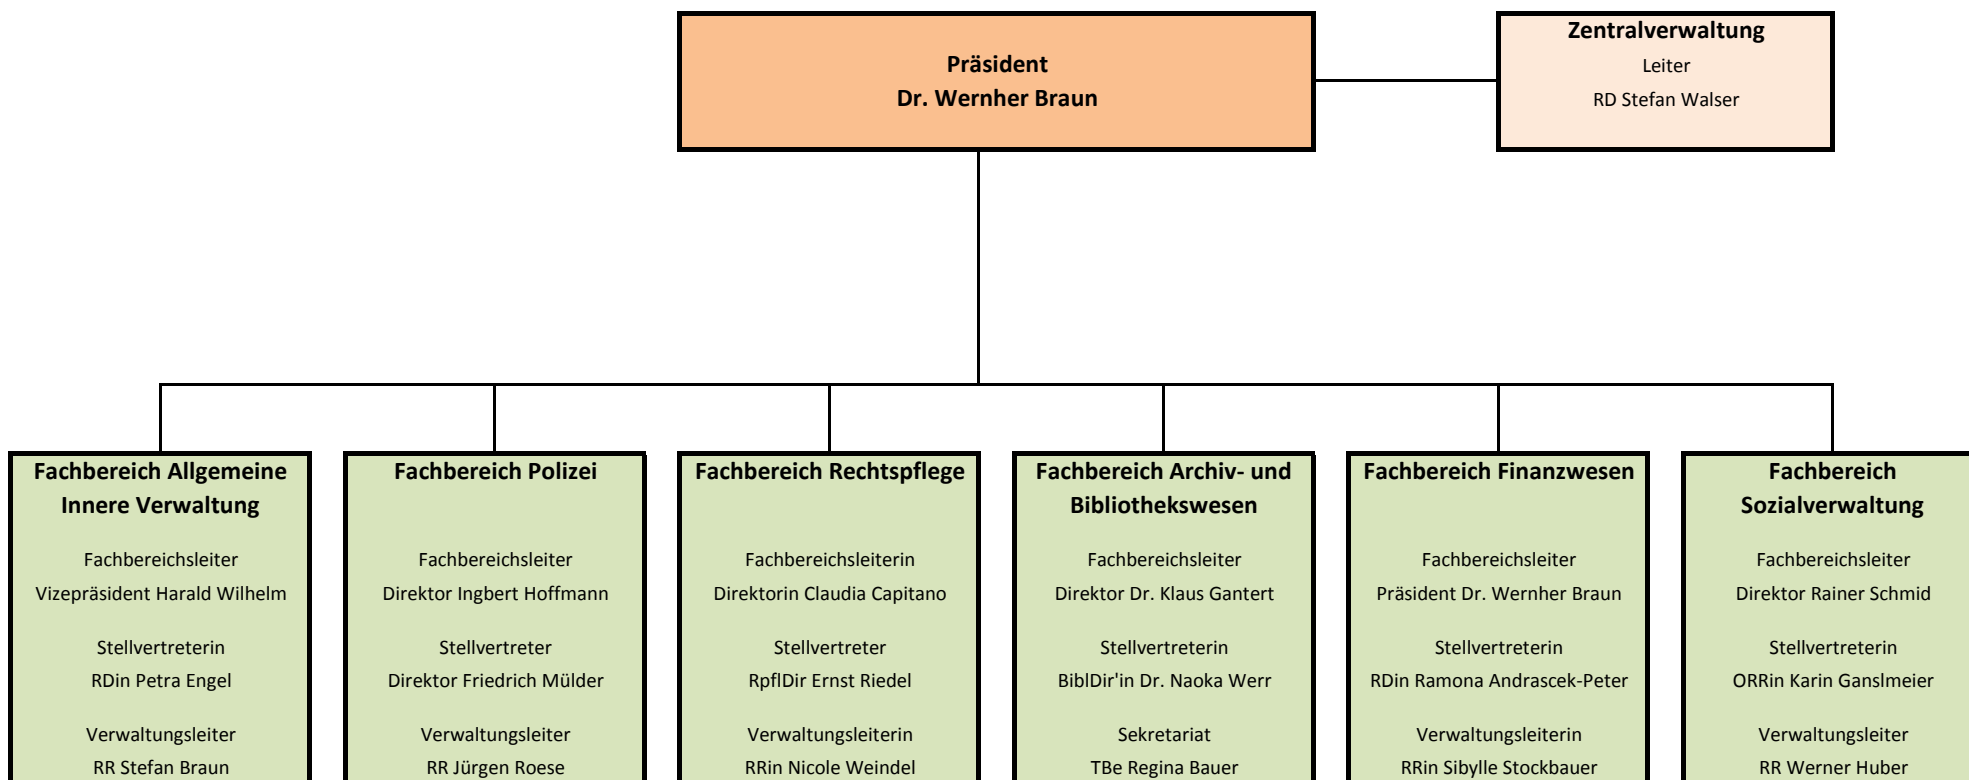 Präsident
Dr. Wernher Braun
Zentralverwaltung
Leiter
RD Stefan Walser
Fachbereich Allgemeine
Innere Verwaltung
Fachbereichsleiter
Vizepräsident Harald Wilhelm
Stellvertreterin
RDin Petra Engel
Verwaltungsleiter
RR Stefan Braun
Fachbereich Polizei
Fachbereichsleiter
Direktor Ingbert Hoffmann
Stellvertreter
Direktor Friedrich Mülder
Verwaltungsleiter
RR Jürgen Roese
Fachbereich Rechtspflege
Fachbereichsleiterin
Direktorin Claudia Capitano
Stellvertreter
RpflDir Ernst Riedel
Verwaltungsleiterin
RRin Nicole Weindel
Fachbereich Archiv- und
Bibliothekswesen
Fachbereichsleiter
Direktor Dr. Klaus Gantert
Stellvertreterin
BiblDir'in Dr. Naoka Werr
Sekretariat
TBe Regina Bauer
Fachbereich Finanzwesen
Fachbereichsleiter
Präsident Dr. Wernher Braun
Stellvertreterin
RDin Ramona Andrascek-Peter
Verwaltungsleiterin
RRin Sibylle Stockbauer
Fachbereich
Sozialverwaltung
Fachbereichsleiter
Direktor Rainer Schmid
Stellvertreterin
ORRin Karin Ganslmeier
Verwaltungsleiter
RR Werner Huber